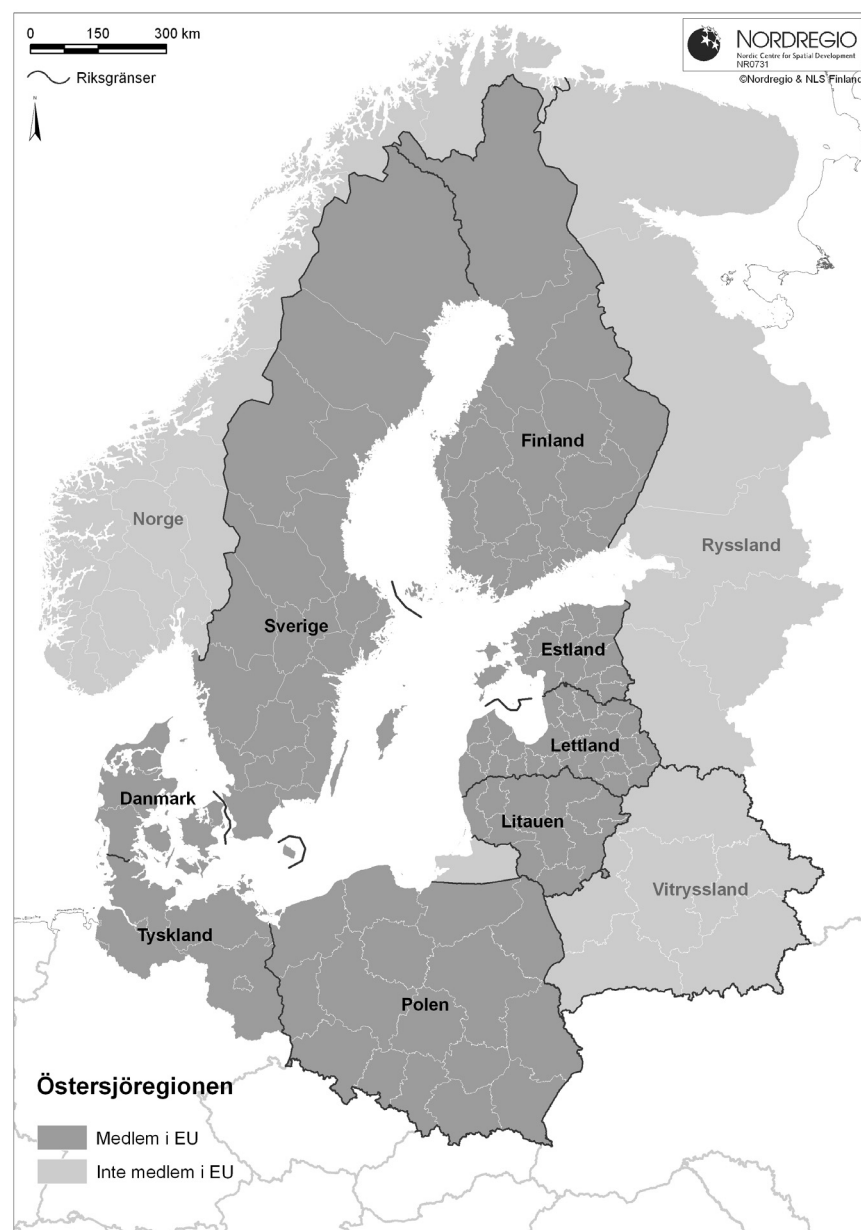 0 150 300 km
Riksgränser
N
NORDREGIO
Nordic Centre for Spatial Development
NR0731
©Nordregio & NLS Finland
Finland
Norge
Ryssland
Sverige
Estland
Lettland
Danmark
Litauen
Vitryssland
Tyskland
Polen
Östersjöregionen
Medlem i EU
Inte medlem i EU